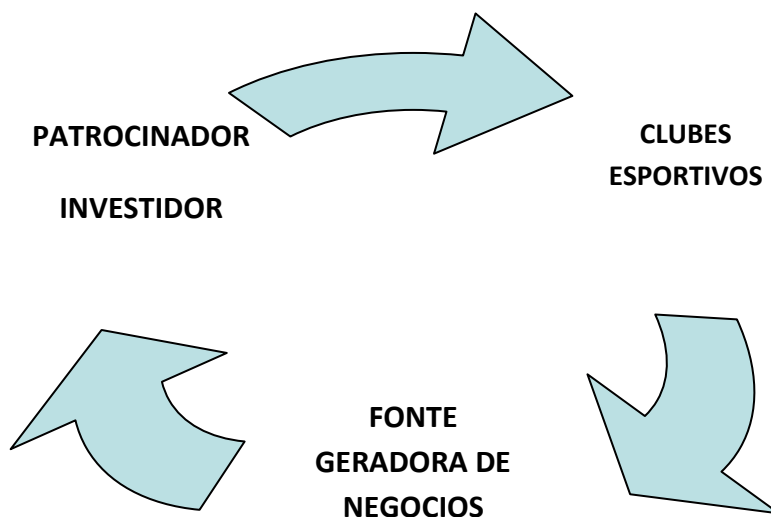 PATROCINADOR
INVESTIDOR
CLUBES
ESPORTIVOS
FONTE
GERADORA DE
NEGOCIOS